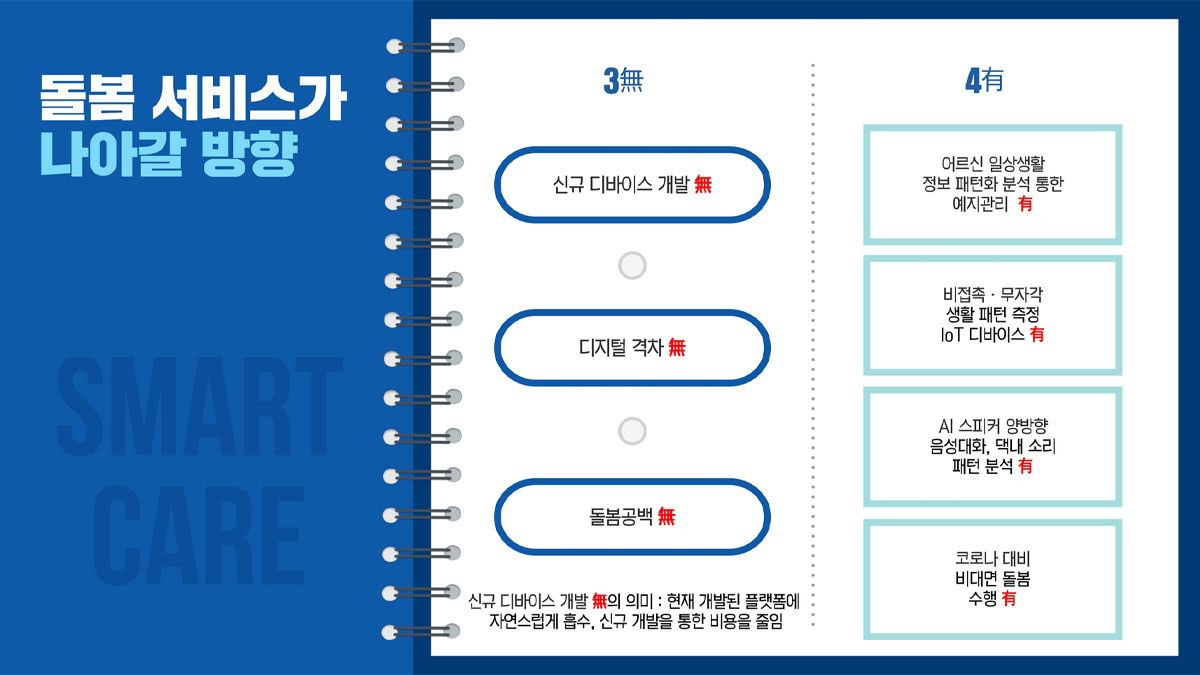 돌봄 서비스가
나아갈 방향
SMART
CARE
3無
신규 디바이스 개발 無
디지털 격차 無
돌봄공백 無
신규 디바이스 개발 無의 의미 : 현재 개발된 플랫폼에
자연스럽게 흡수, 신규 개발을 통한 비용을 줄임
4有
어르신 일상생활
정보 패턴화 분석 통한
예지관리 有
비접촉 · 무자각
생활 패턴 측정
IoT 디바이스 有
AI 스피커 양방향
음성대화, 댁내 소리
패턴 분석 有
코로나 대비
비대면 돌봄
수행 有